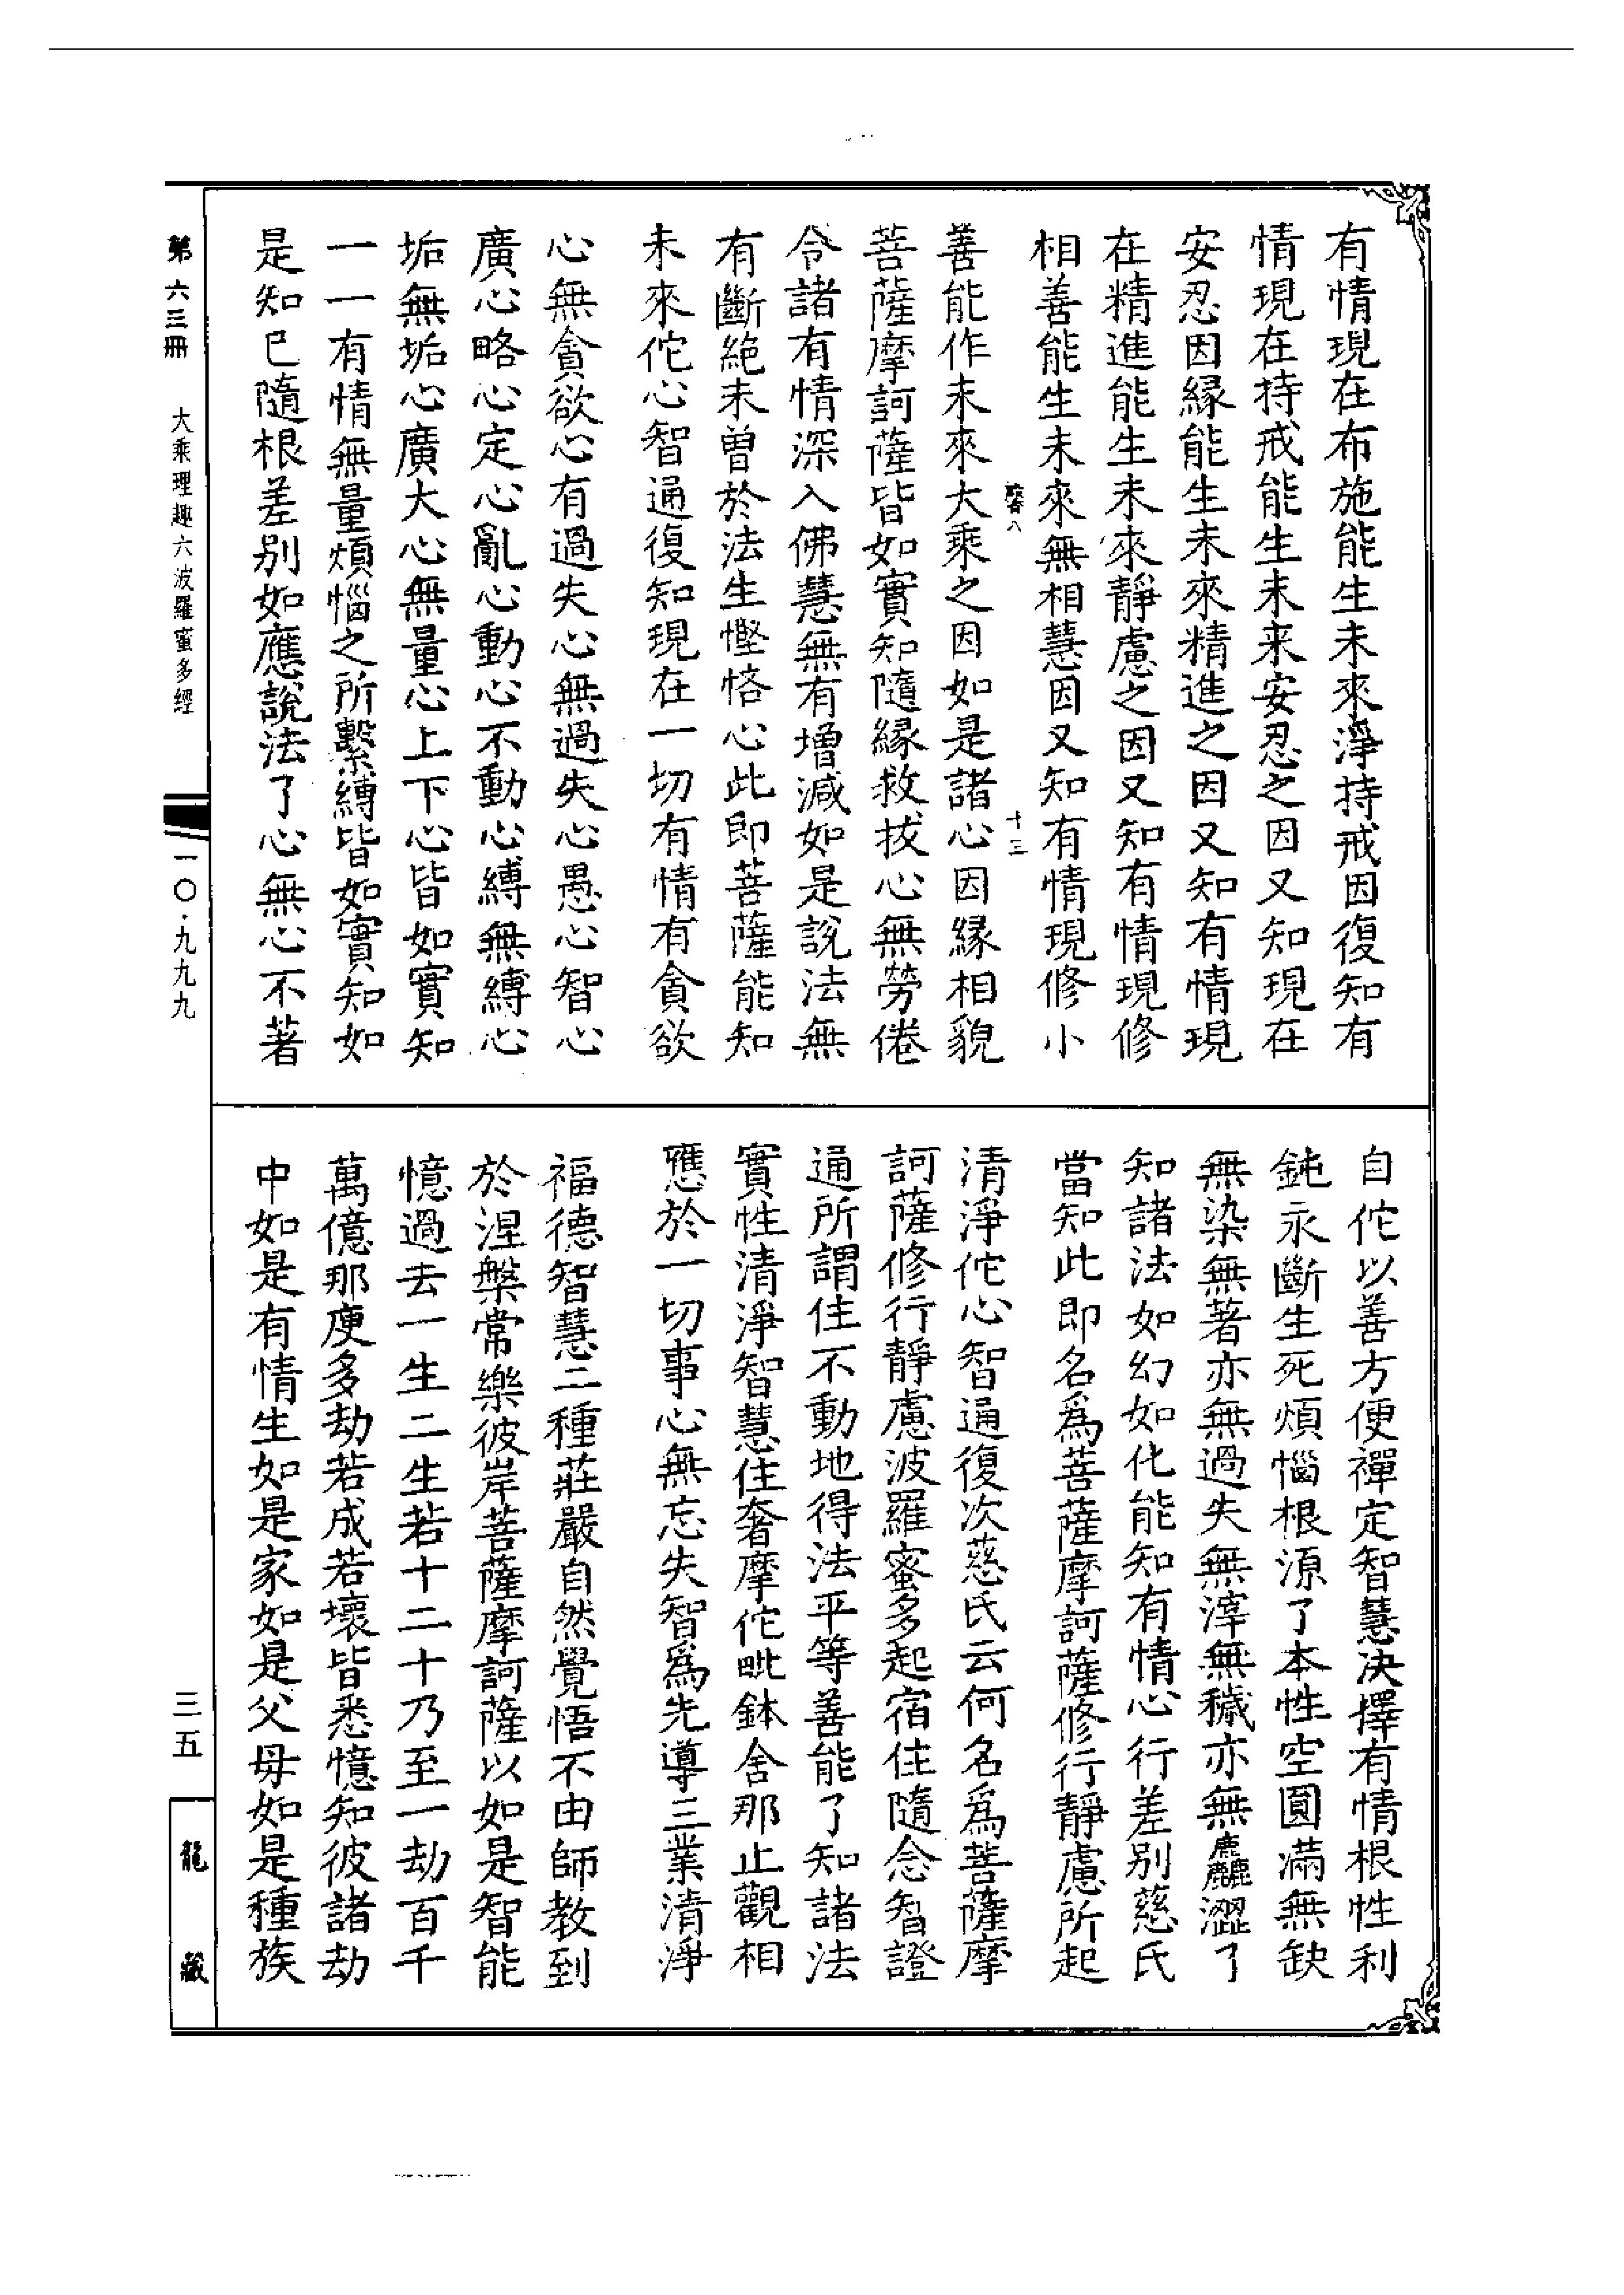 有情現在布施能生未來淨持戒因復知有
情現在持戒能生未來安忍之因又知現在
安忍因緣能生未來精進之因又知有情現
在精進能生未來靜慮之因又知有情現修
相善能生未來無相慧因又知有情現修小
八 十三
善能作未來大乘之因如是諸心因緣相貌
菩薩摩訶薩皆如實知隨緣救拔心無勞倦
令諸有情深入佛慧無有增減如是說法無
有斷絕未曾於法生慳悋心此即菩薩能知
未來佗心智通復知現在一切有情有貪欲
心無貪欲心有過失心無過失心愚心智心
廣心略心定心亂心動心不動心縛無縛心
垢無垢心廣大心無量心上下心皆如實知
一一有情無量煩惱之所繫縛皆如實知如
是知已隨根差別如應說法了心無心不著
自佗以善方便禪定智慧決擇有情根性利
鈍永斷生死煩惱根源了本性空圓滿無缺
無染無著亦無過失無滓無穢亦無麤澀了
知諸法如幻如化能知有情心行差別慈氏
當知此即名為菩薩摩訶薩修行靜慮所起
清淨佗心智通復次慈氏云何名為菩薩摩
訶薩修行靜慮波羅蜜多起宿住隨念智證
通所謂住不動地得法平等善能了知諸法
實性清淨智慧住奢摩佗毗鉢舍那止觀相
應於一切事心無忘失智為先導三業清淨
福德智慧二種莊嚴自然覺悟不由師教到
於涅槃常樂彼岸菩薩摩訶薩以如是智能
憶過去一生二生若十二十乃至一劫百千
萬億那庾多劫若成若壞皆悉憶知彼諸劫
中如是有情生如是家如是父母如是種族
第六三冊 大乘理趣六波羅蜜多經
一〇·九九九
三五
龍藏